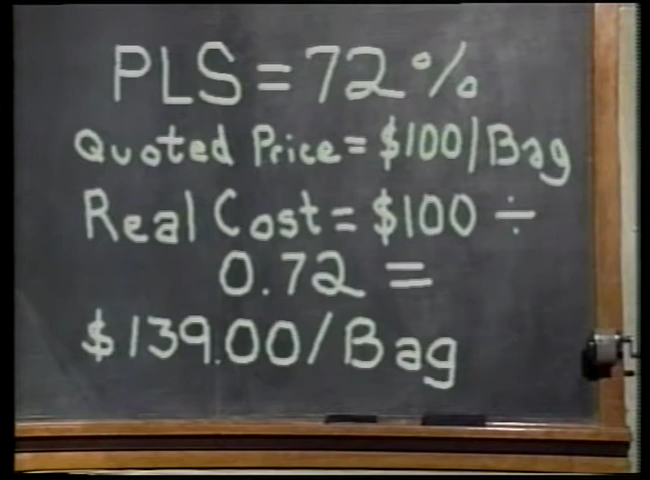 PLS = 72%
Quoted Price = $100/Bag
Real Cost = $100 ÷
0.72 =
$139.00/Bag